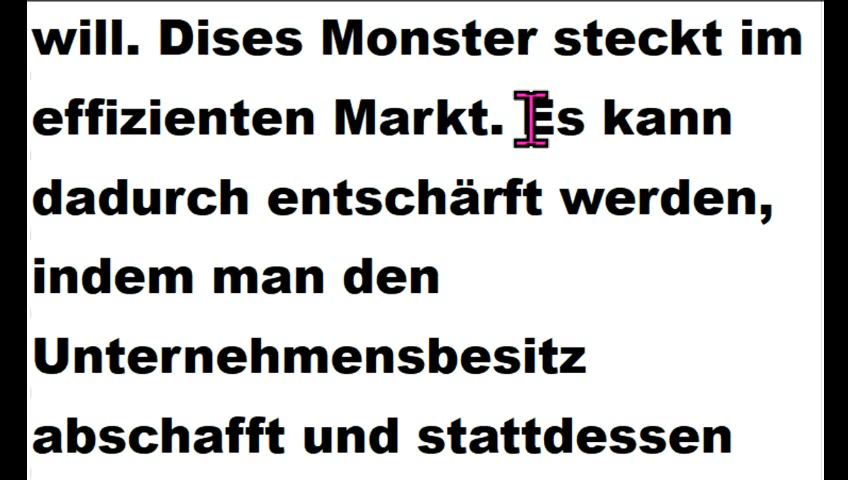 will. Dises Monster steckt im
effizienten Markt. Es kann
dadurch entschärft werden,
indem man den
Unternehmensbesitz
abschafft und stattdessen